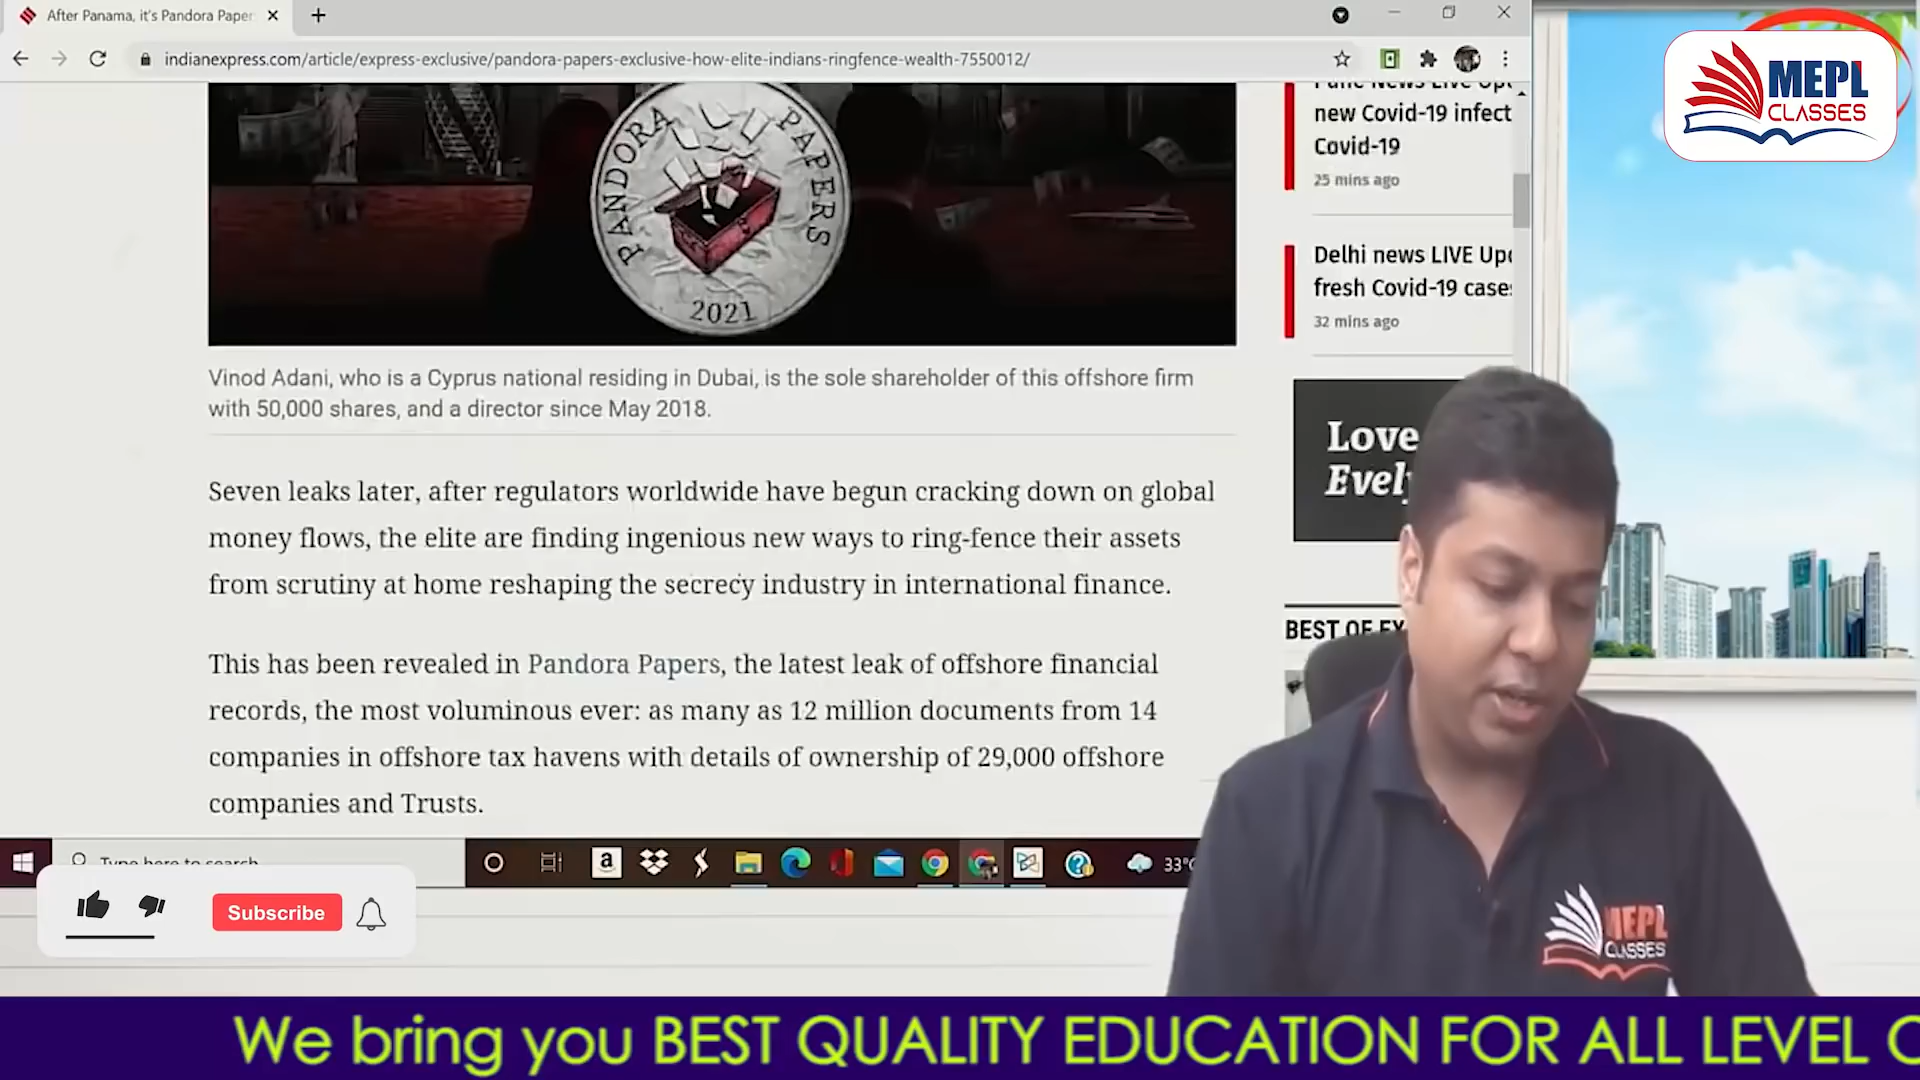 After Panama, it's Pandora Paper
indianexpress.com/article/express-exclusive/pandora-papers-exclusive-how-elite-indians-ringfence-wealth-7550012/
MEPL
CLASSES
PANDORA PAPERS
2021
new Covid-19 infect
Covid-19
25 mins ago
Delhi news LIVE Upd
fresh Covid-19 cases
32 mins ago
Vinod Adani, who is a Cyprus national residing in Dubai, is the sole shareholder of this offshore firm
with 50,000 shares, and a director since May 2018.
Love
Evely
Seven leaks later, after regulators worldwide have begun cracking down on global
money flows, the elite are finding ingenious new ways to ring-fence their assets
from scrutiny at home reshaping the secrecy industry in international finance.
BEST OF EX
This has been revealed in Pandora Papers, the latest leak of offshore financial
records, the most voluminous ever: as many as 12 million documents from 14
companies in offshore tax havens with details of ownership of 29,000 offshore
companies and Trusts.
Type here to search
a
33°C
Subscribe
MEPL
CLASSES
We bring you BEST QUALITY EDUCATION FOR ALL LEVEL O